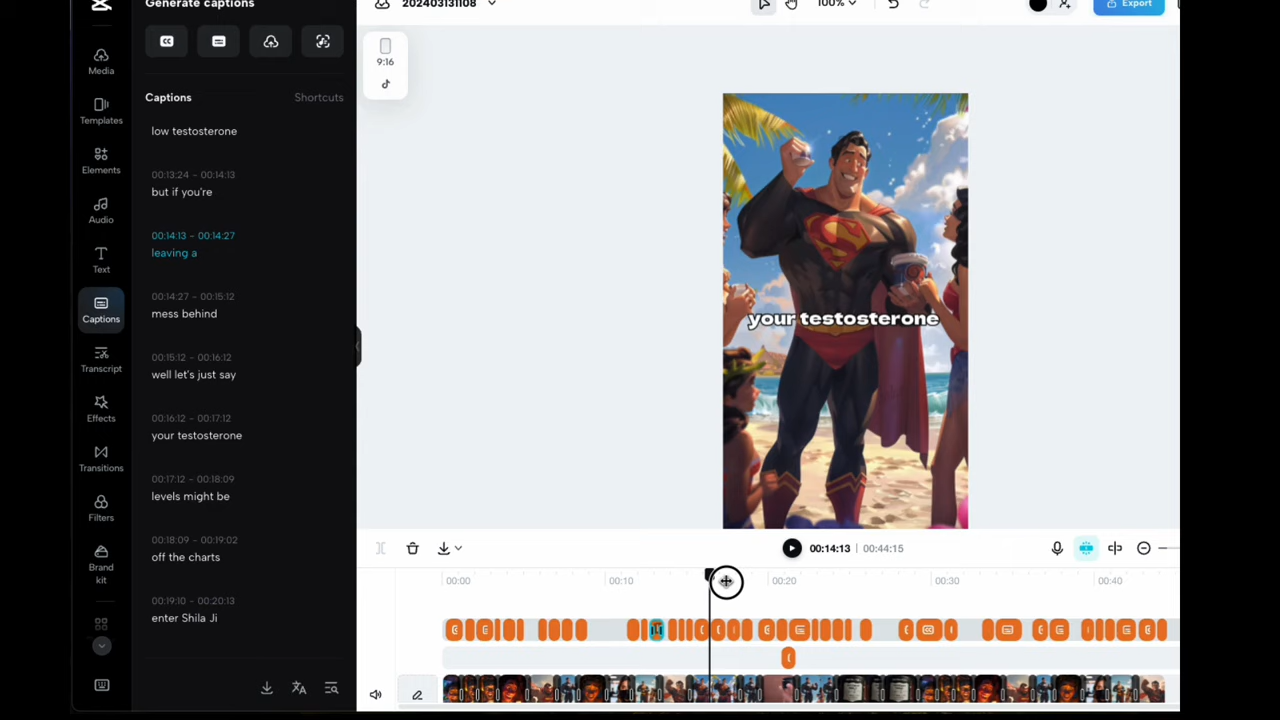 Generate captions
202403131108
100%
Export
9:16
Media
Templates
Elements
Audio
Text
Captions
Transcript
Effects
Transitions
Filters
Brand
kit
Captions
Shortcuts
low testosterone
00:13:24 – 00:14:13
but if you're
00:14:13 – 00:14:27
leaving a
00:14:27 – 00:15:12
mess behind
00:15:12 – 00:16:12
well let's just say
00:16:12 – 00:17:12
your testosterone
00:17:12 – 00:18:09
levels might be
00:18:09 – 00:19:02
off the charts
00:19:10 – 00:20:13
enter Shila Ji
your testosterone
00:14:13 | 00:44:15
00:00
00:10
00:20
00:30
00:40